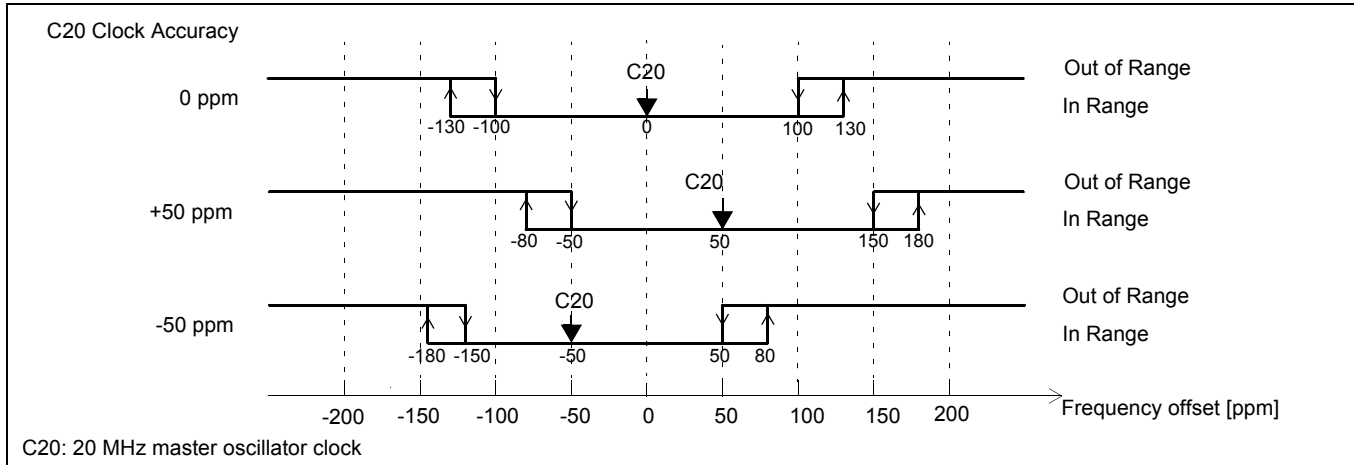 C20 Clock Accuracy
C20
Out of Range
0 ppm
In Range
-130 -100 0 100 130
C20
Out of Range
+50 ppm
In Range
-80 -50 50 150 180
C20
Out of Range
-50 ppm
In Range
-180 -150 -50 50 80
-200 -150 -100 -50 0 50 100 150 200 Frequency offset [ppm]
C20: 20 MHz master oscillator clock